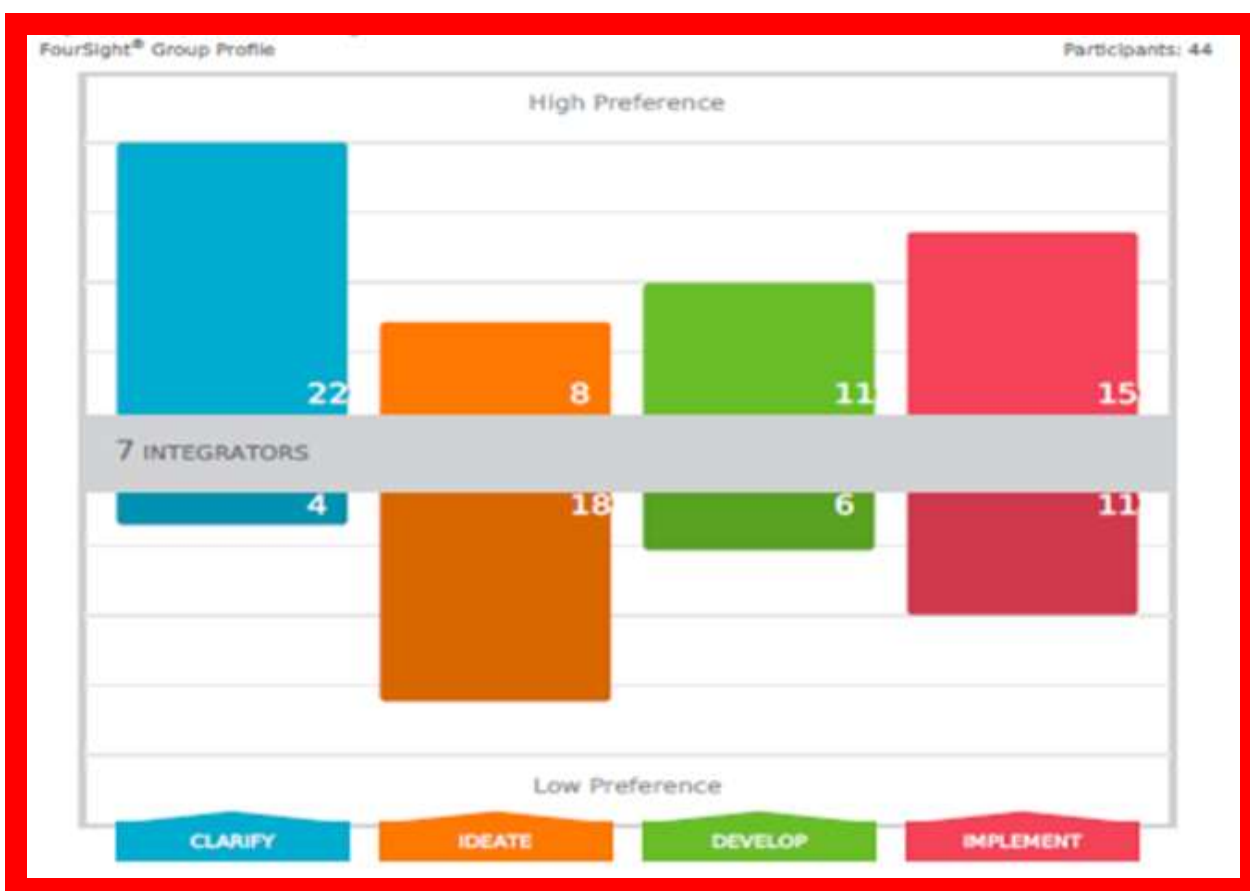 FourSight® Group Profile
Participants: 44
High Preference
22 8 11 15
7 INTEGRATORS
4 18 6 11
Low Preference
CLARIFY IDEATE DEVELOP IMPLEMENT